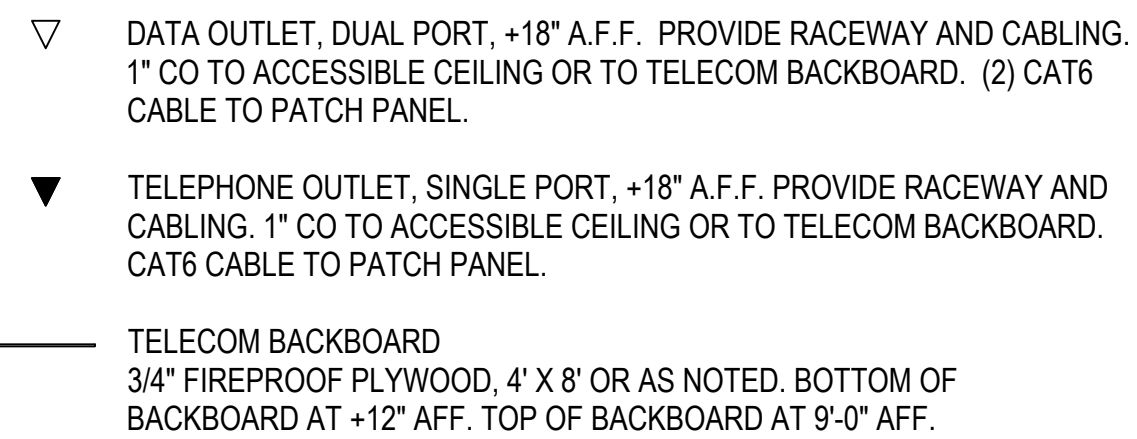 DATA OUTLET, DUAL PORT, +18" A.F.F. PROVIDE RACEWAY AND CABLING.
1" CO TO ACCESSIBLE CEILING OR TO TELECOM BACKBOARD. (2) CAT6
CABLE TO PATCH PANEL.
TELEPHONE OUTLET, SINGLE PORT, +18" A.F.F. PROVIDE RACEWAY AND
CABLING. 1" CO TO ACCESSIBLE CEILING OR TO TELECOM BACKBOARD.
CAT6 CABLE TO PATCH PANEL.
TELECOM BACKBOARD
3/4" FIREPROOF PLYWOOD, 4' X 8' OR AS NOTED. BOTTOM OF
BACKBOARD AT +12" AFF. TOP OF BACKBOARD AT 9'-0" AFF.